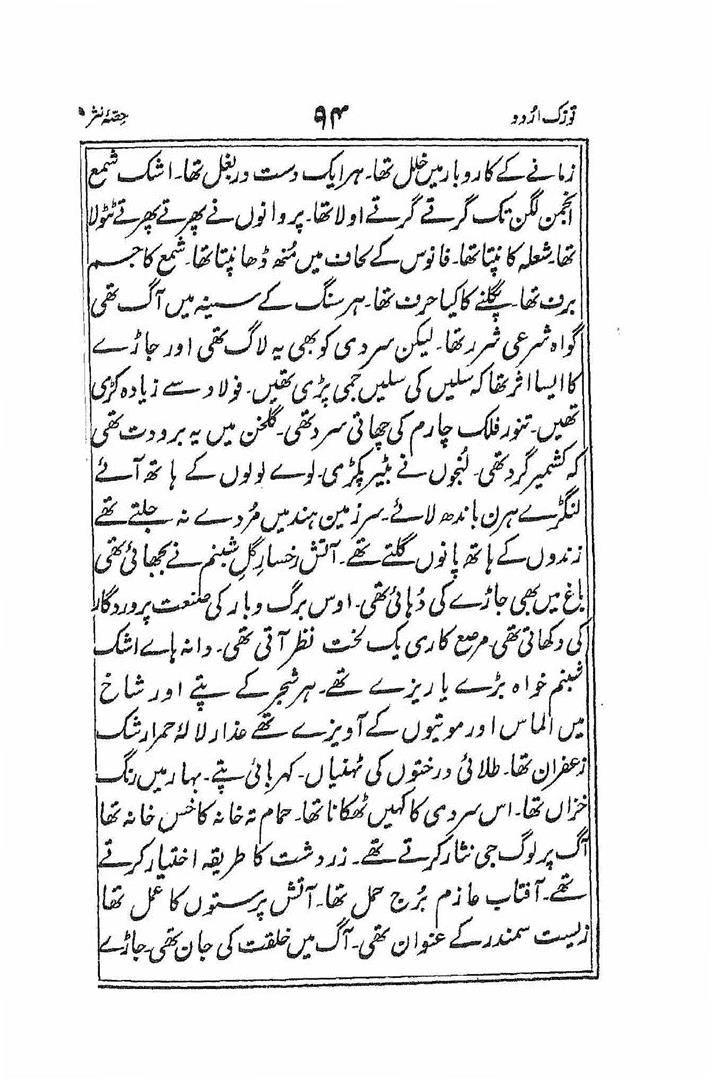 توزک اردو ۹۴ حصۂ نثر
زمانے کے کاروبار میں خلل تھا۔ ہر ایک دست در بغل تھا۔ اشک شمع
انجمن لگن تک گرتے گرتے اولا تھا۔ پروانوں نے پھرتے پھرتے ٹٹولا
تھا۔ شعلہ کانپتا تھا۔ فانوس کے لحاف میں منھ ڈھانپتا تھا۔ شمع کا جسم
برف تھا۔ پگلنے کا کیا حرف تھا۔ ہر سنگ کے سینہ میں آگ تھی
گواہ شرعی شرر تھا۔ لیکن سردی کو بھی یہ لاگ تھی اور جاڑے
کا ایسا اثر تھا کہ سلیں کی سلیں جمی پڑی تھیں۔ فولاد سے زیادہ کڑی
تھیں۔ تنور فلک چارم کی چھاتی سرد تھی۔ گلخن میں یہ برودت تھی
کہ کشمیر گرد تھی۔ لُنجوں نے بٹیر پکڑی۔ لوے لولوں کے ہاتھ آئے
لنگڑے ہرن باندھ لائے۔ سرزمین ہند میں مُردے نہ جلتے تھے
زندوں کے ہاتھ پانوں گلتے تھے۔ آتش رخسار گل شبنم نے بجھائی تھی
باغ میں بھی جاڑے کی دُہائی تھی۔ اوس برگ و بار کی صنعت پروردگار
کی دکھاتی تھی۔ مرصع کاری یک لخت نظر آتی تھی۔ دانہ ہاے اشک
شبنم خواہ بڑے یا ریزے تھے۔ ہر شجر کے پتے اور شاخ
میں الماس اور موتیوں کے آویزے تھے عذار لالۂ حمرا رشک
زعفران تھا۔ طلائی درختوں کی ٹہنیاں۔ کہربائی پتے۔ بہار میں رنگ
خزاں تھا۔ اس سردی کا کہیں ٹھکانا تھا۔ حمام تہ خانہ کا خس خانہ تھا
آگ پر لوگ جی نثار کرتے تھے۔ زردشت کا طریقہ اختیار کرتے
تھے۔ آفتاب عازم بُرج حمل تھا۔ آتش پرستوں کا عمل تھا
زیست سمندر کے عنوان تھی۔ آگ میں خلقت کی جان تھی۔ جاڑے